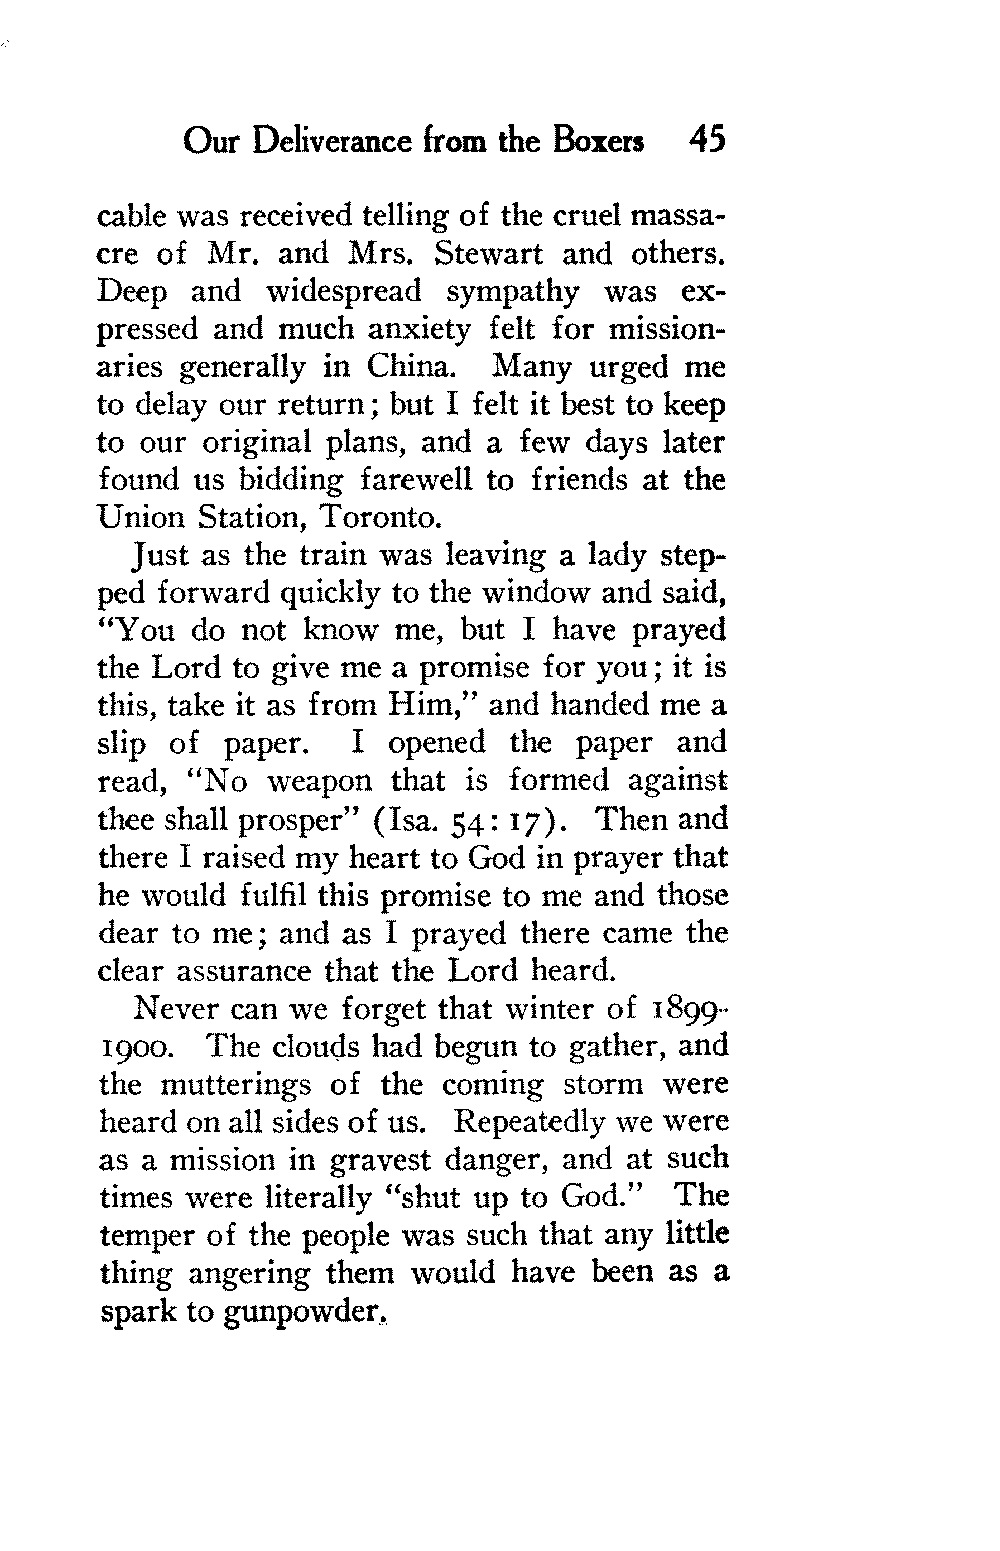 Our Deliverance from the Boxers 45
cable was received telling of the cruel massa-
cre of Mr. and Mrs. Stewart and others.
Deep and widespread sympathy was ex-
pressed and much anxiety felt for mission-
aries generally in China. Many urged me
to delay our return; but I felt it best to keep
to our original plans, and a few days later
found us bidding farewell to friends at the
Union Station, Toronto.
Just as the train was leaving a lady step-
ped forward quickly to the window and said,
“You do not know me, but I have prayed
the Lord to give me a promise for you; it is
this, take it as from Him,” and handed me a
slip of paper. I opened the paper and
read, “No weapon that is formed against
thee shall prosper” (Isa. 54: 17). Then and
there I raised my heart to God in prayer that
he would fulfil this promise to me and those
dear to me; and as I prayed there came the
clear assurance that the Lord heard.
Never can we forget that winter of 1899-
1900. The clouds had begun to gather, and
the mutterings of the coming storm were
heard on all sides of us. Repeatedly we were
as a mission in gravest danger, and at such
times were literally “shut up to God.” The
temper of the people was such that any little
thing angering them would have been as a
spark to gunpowder.